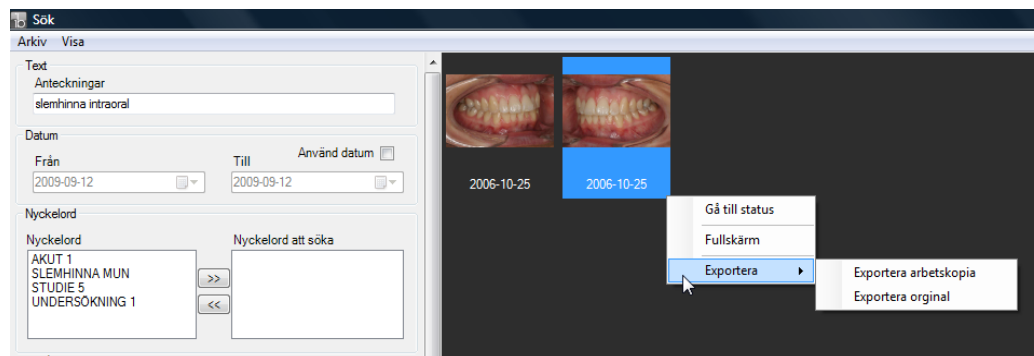 Sök
Arkiv Visa
Text
Anteckningar
slemhinna intraoral
Datum
Använd datum
Från Till
2009-09-12 2009-09-12
Nyckelord
Nyckelord Nyckelord att söka
AKUT 1
SLEMHINNA MUN
STUDIE 5
UNDERSÖKNING 1
>>
<<
2006-10-25 2006-10-25
Gå till status
Fullskärm
Exportera
Exportera arbetskopia
Exportera orginal